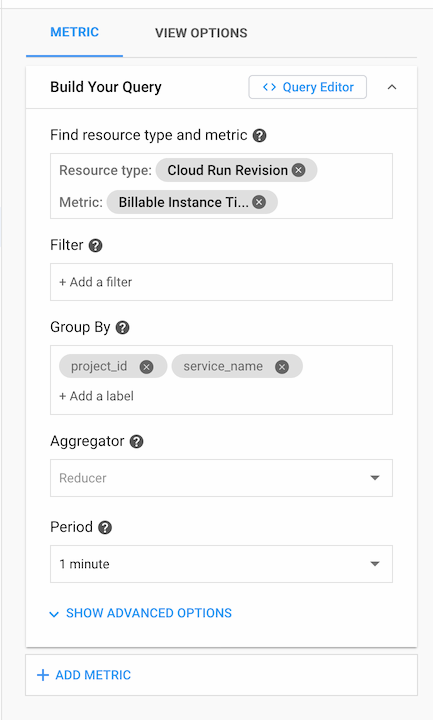 METRIC VIEW OPTIONS
Build Your Query <> Query Editor
Find resource type and metric ?
Resource type: Cloud Run Revision
Metric: Billable Instance Ti...
Filter ?
+ Add a filter
Group By ?
project_id service_name
+ Add a label
Aggregator ?
Reducer
Period ?
1 minute
SHOW ADVANCED OPTIONS
+ ADD METRIC